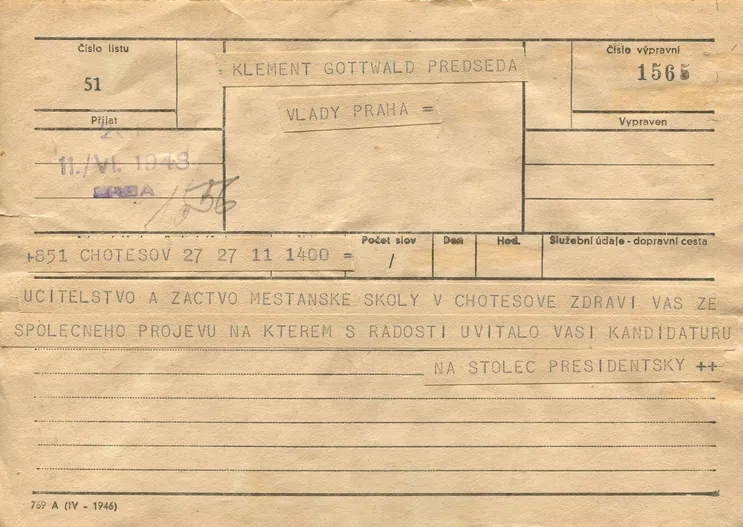 Číslo listu
51
KLEMENT GOTTWALD PREDSEDA
VLADY PRAHA =
Číslo výpravní
1565
Přijat
Vypraven
11./VI. 1948
1556
+851 CHOTESOV 27 27 11 1400 =
Počet slov
/
Den
Hod.
Služební údaje - dopravní cesta
UCITELSTVO A ZACTVO MESTANSKE SKOLY V CHOTESOVE ZDRAVI VAS ZE
SPOLECNEHO PROJEVU NA KTEREM S RADOSTI UVITALO VASI KANDIDATURU
NA STOLEC PRESIDENTSKY ++
769 A (IV - 1946)